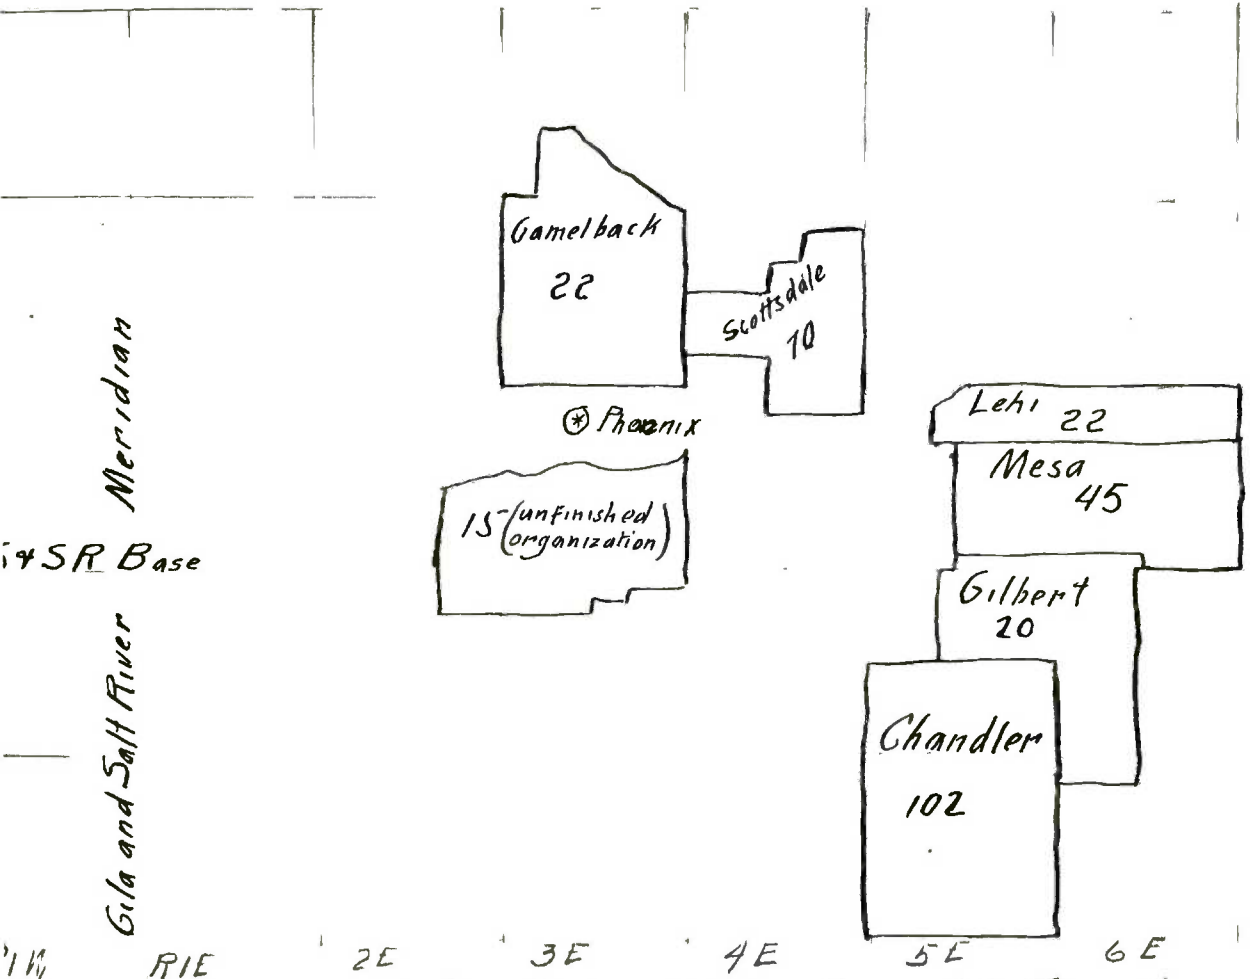 Camelback
22
Scottsdale
10
Phoenix
Lehi
22
Mesa
45
15 (unfinished
organization)
Gila and Salt River Meridian
& SR Base
Gilbert
20
Chandler
102
R1E 2E 3E 4E 5E 6E